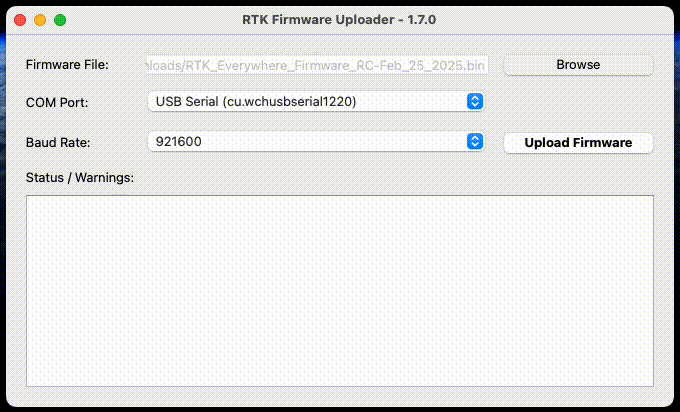 RTK Firmware Uploader - 1.7.0
Firmware File: loads/RTK_Everywhere_Firmware_RC-Feb_25_2025.bin Browse
COM Port: USB Serial (cu.wchusbserial1220)
Baud Rate: 921600 Upload Firmware
Status / Warnings: